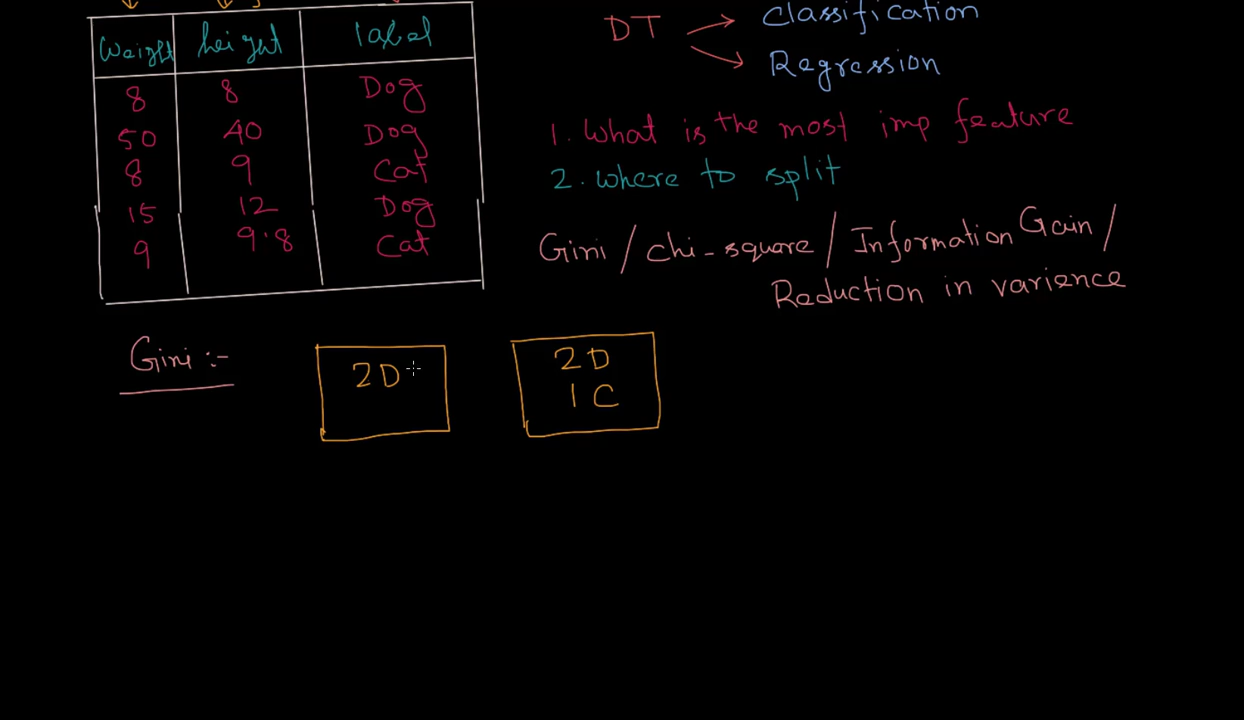 Weight height label
8 8 Dog
50 40 Dog
8 9 Cat
15 12 Dog
9 9.8 Cat
DT
Classification
Regression
1. What is the most imp feature
2. Where to split
Gini / chi-square / Information Gain /
Reduction in varience
Gini :-
2D
2D
1C